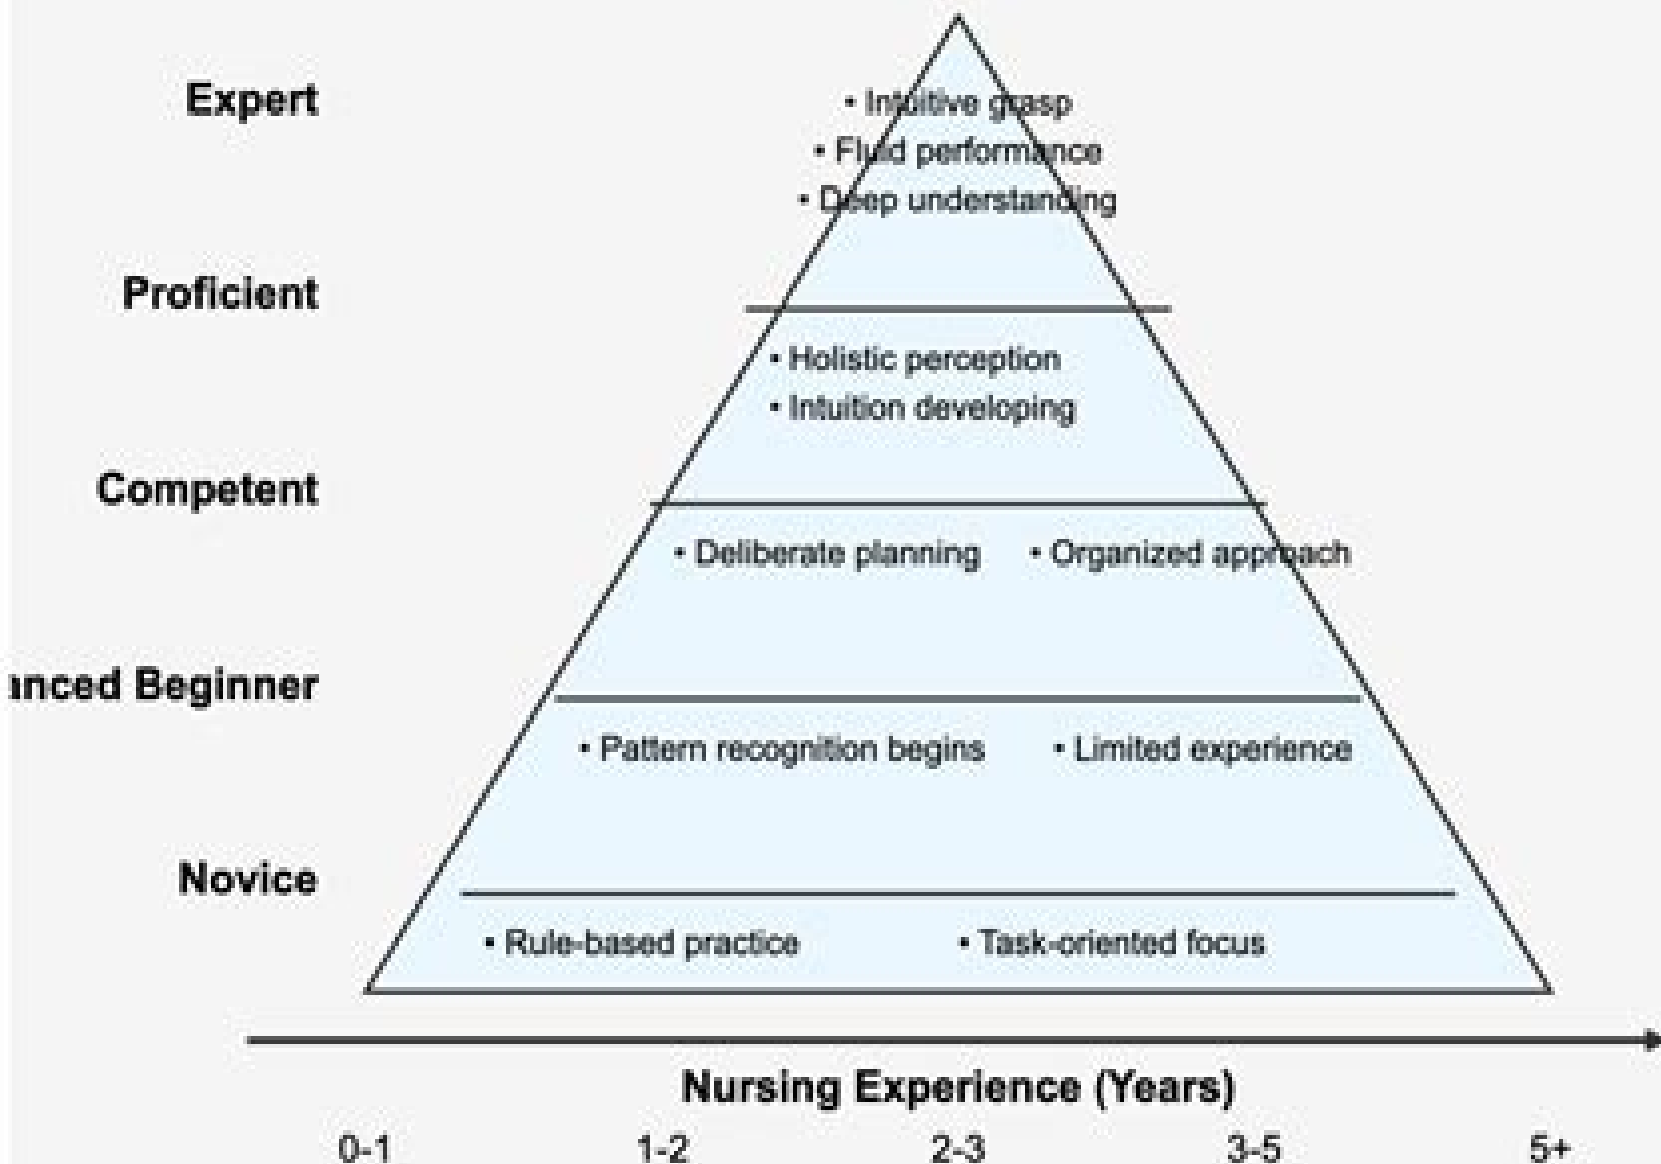 Expert
• Intuitive grasp
• Fluid performance
• Deep understanding
Proficient
• Holistic perception
• Intuition developing
Competent
• Deliberate planning • Organized approach
anced Beginner
• Pattern recognition begins • Limited experience
Novice
• Rule-based practice • Task-oriented focus
Nursing Experience (Years)
0-1 1-2 2-3 3-5 5+